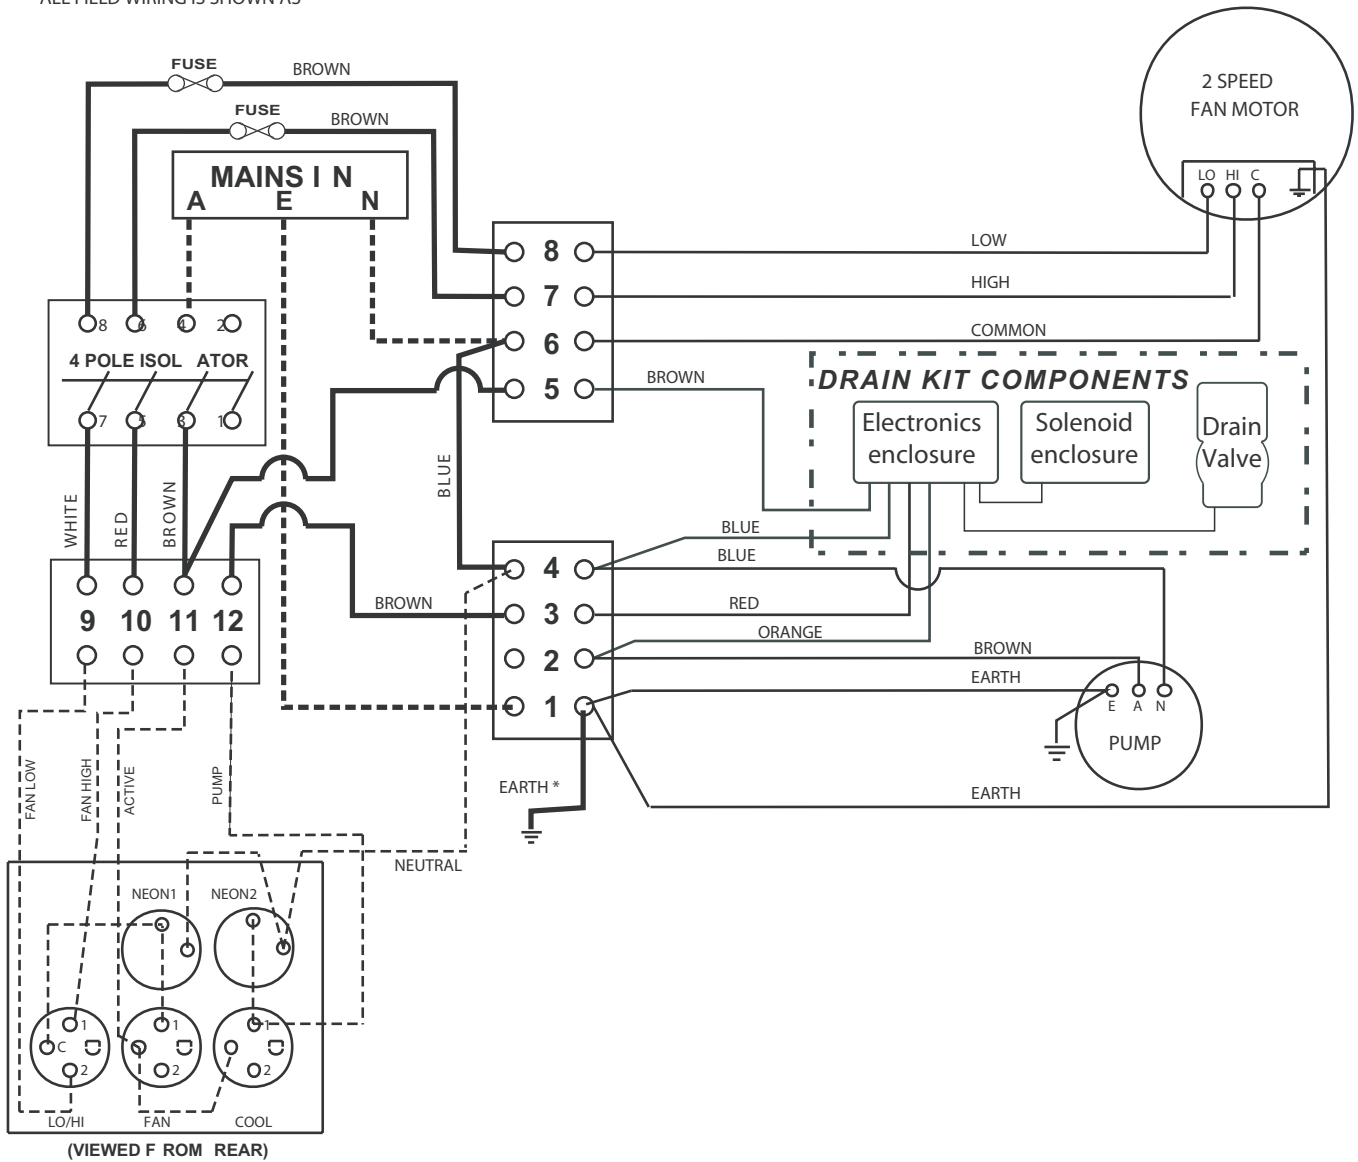 ALL FIELD WIRING IS SHOWN AS
FUSE
BROWN
FUSE
BROWN
MAINS I N
A E N
2 SPEED
FAN MOTOR
LO HI C
8
LOW
7
HIGH
6
COMMON
5
BROWN
8 6 4 2
4 POLE ISOL ATOR
7 5 3 1
DRAIN KIT COMPONENTS
Electronics
enclosure
Solenoid
enclosure
Drain
Valve
WHITE
RED
BROWN
BLUE
BLUE
BLUE
4
BROWN
3
RED
ORANGE
2
BROWN
EARTH
1
E A N
PUMP
9 10 11 12
EARTH *
EARTH
FAN LOW
FAN HIGH
ACTIVE
PUMP
NEUTRAL
NEON1
NEON2
1 1 1
C
2 2 2
LO/HI
FAN
COOL
(VIEWED F ROM REAR)